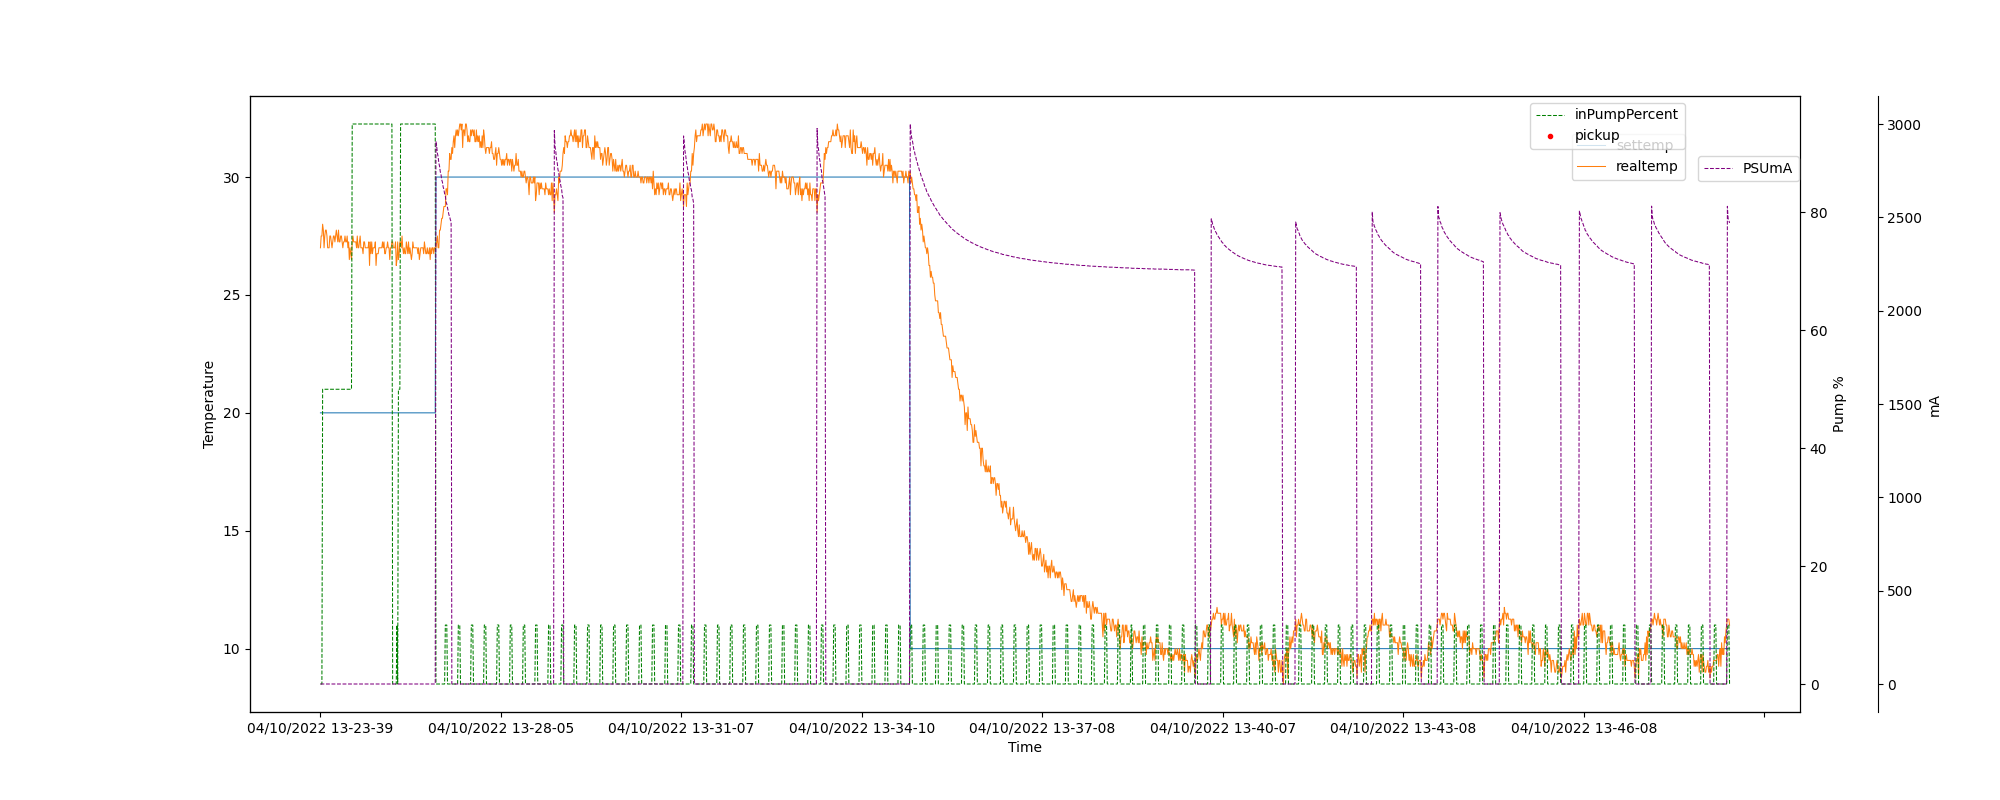 inPumpPercent
pickup
settemp
realtemp
PSUmA
30
25
20
15
10
Temperature
80
60
40
20
0
Pump %
3000
2500
2000
1500
1000
500
0
mA
04/10/2022 13-23-39
04/10/2022 13-28-05
04/10/2022 13-31-07
04/10/2022 13-34-10
04/10/2022 13-37-08
04/10/2022 13-40-07
04/10/2022 13-43-08
04/10/2022 13-46-08
Time